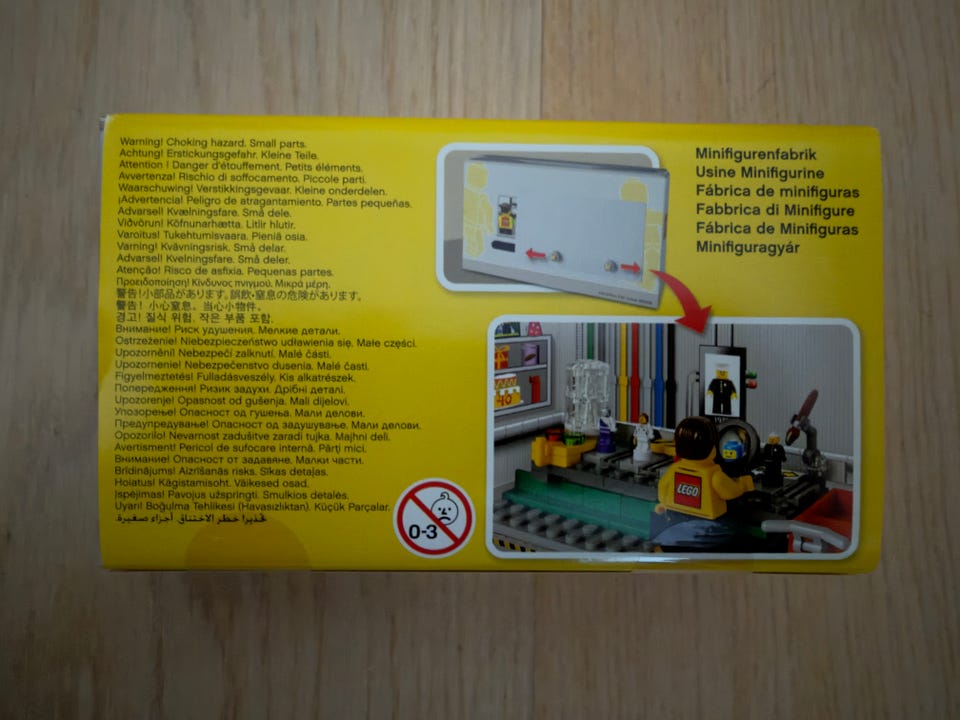 Warning! Choking hazard. Small parts.
Achtung! Erstickungsgefahr. Kleine Teile.
Attention ! Danger d'étouffement. Petits éléments.
Avvertenza! Rischio di soffocamento. Piccole parti.
Waarschuwing! Verstikkingsgevaar. Kleine onderdelen.
¡Advertencia! Peligro de atragantamiento. Partes pequeñas.
Advarsel! Kvælningsfare. Små dele.
Viðvörun! Köfnunarhætta. Litlir hlutir.
Varoitus! Tukehtumisvaara. Pieniä osia.
Varning! Kvävningsrisk. Små delar.
Advarsel! Kvelningsfare. Små deler.
Atenção! Risco de asfixia. Pequenas partes.
Προειδοποίηση! Κίνδυνος πνιγμού. Μικρά μέρη.
警告!小部品があります。誤飲・窒息の危険があります。
警告! 小心窒息。当心小物件。
경고! 질식 위험. 작은 부품 포함.
Внимание! Риск удушения. Мелкие детали.
Ostrzeżenie! Niebezpieczeństwo udławienia się. Małe części.
Upozornění! Nebezpečí zalknutí. Malé části.
Upozornenie! Nebezpečenstvo dusenia. Malé časti.
Figyelmeztetés! Fulladásveszély. Kis alkatrészek.
Попередження! Ризик задухи. Дрібні деталі.
Upozorenje! Opasnost od gušenja. Mali dijelovi.
Упозорење! Опасност од гушења. Мали делови.
Предупредување! Опасност од задушување. Мали делови.
Opozorilo! Nevarnost zadušitve zaradi tujka. Majhni deli.
Avertisment! Pericol de sufocare internă. Părţi mici.
Внимание! Опасност от задавяне. Малки части.
Brīdinājums! Aizrīšanās risks. Sīkas detaļas.
Hoiatus! Kägistamisoht. Väikesed osad.
Įspėjimas! Pavojus užspringti. Smulkios detalės.
Uyarı! Boğulma Tehlikesi (Havasızlıktan). Küçük Parçalar.
تحذير! خطر الاختناق. أجزاء صغيرة.
0-3
Minifigurenfabrik
Usine Minifigurine
Fábrica de minifiguras
Fabbrica di Minifigure
Fábrica de Minifiguras
Minifiguragyár
LEGO